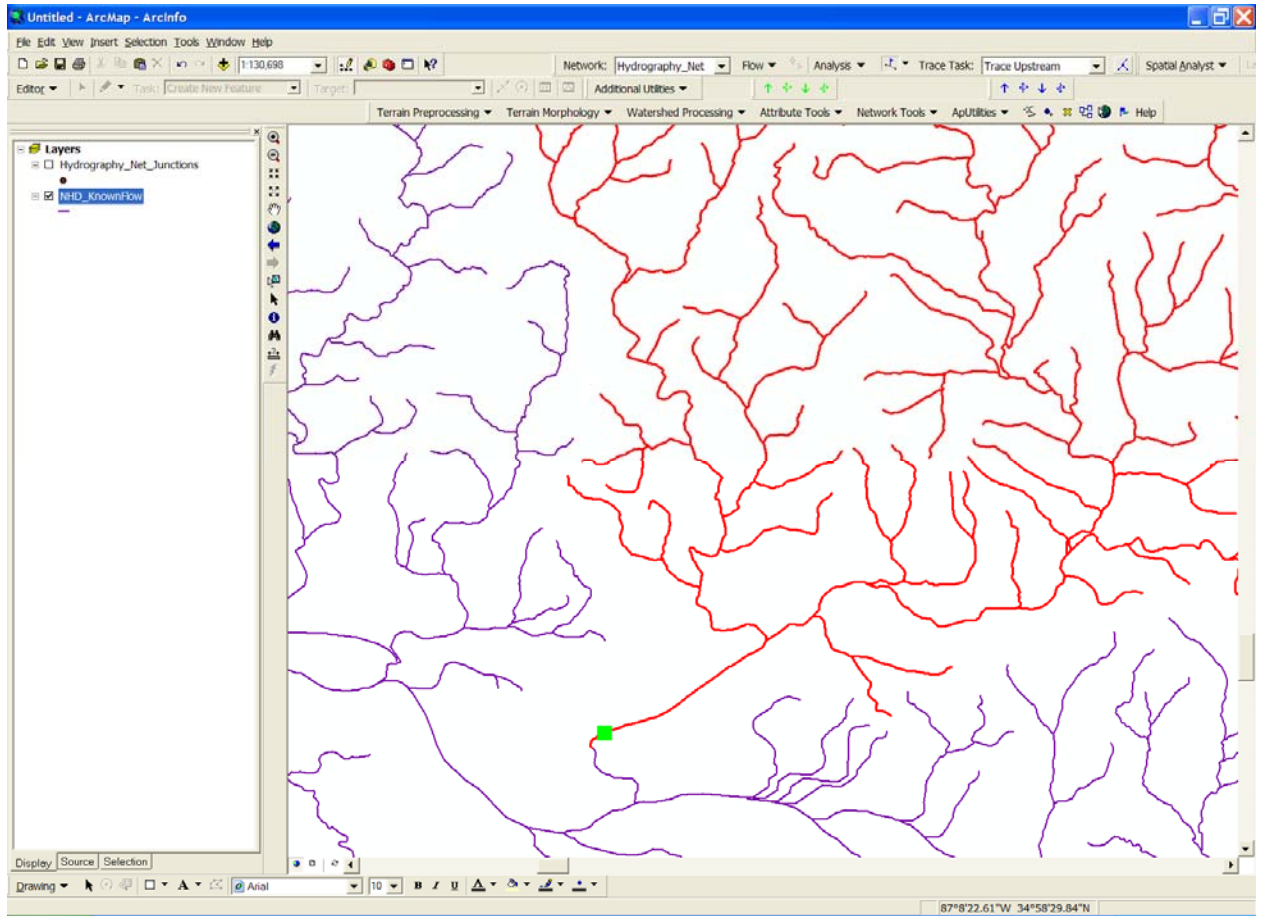 Untitled - ArcMap - ArcInfo
File Edit View Insert Selection Tools Window Help
1:130,698
Network: Hydrography_Net Flow Analysis Trace Task: Trace Upstream Spatial Analyst
Editor Task: Create New Feature Target: Additional Utilities
Terrain Preprocessing Terrain Morphology Watershed Processing Attribute Tools Network Tools ApUtilities Help
Layers
Hydrography_Net_Junctions
NHD_KnownFlow
Display Source Selection
Drawing A Arial 10 B I U A
87°8'22.61"W 34°58'29.84"N